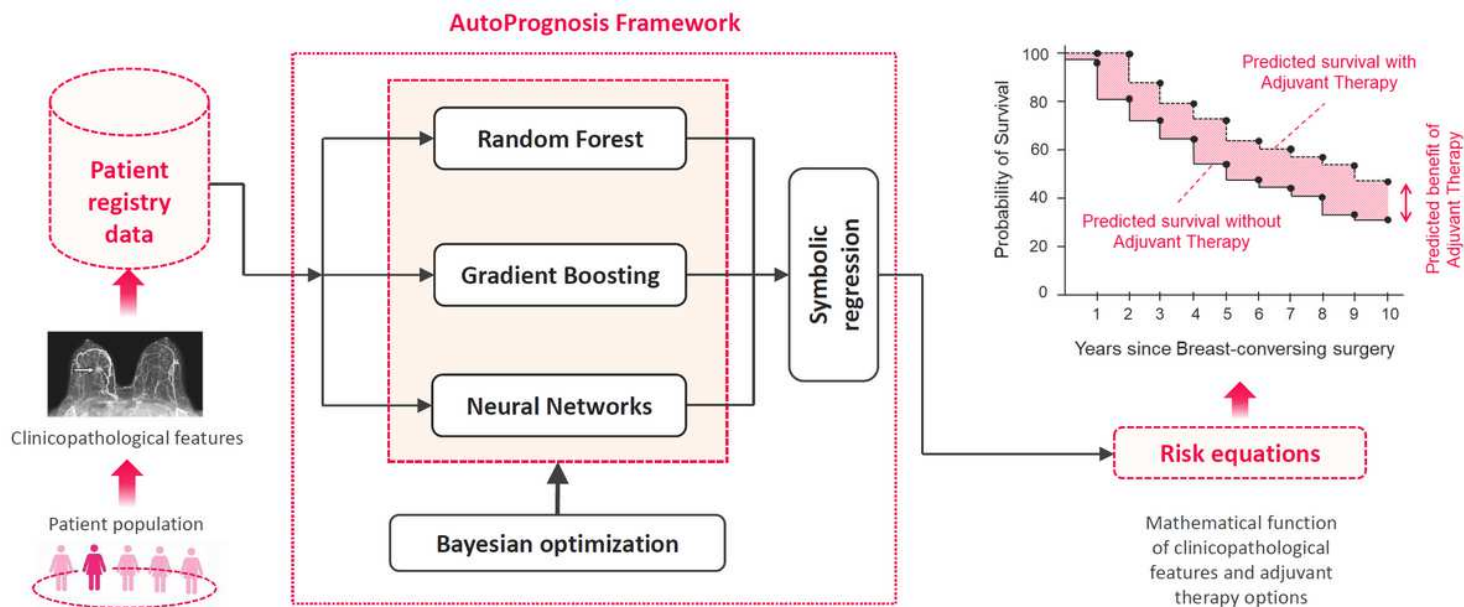 AutoPrognosis Framework
Patient
registry
data
Clinicopathological features
Patient population
Random Forest
Gradient Boosting
Neural Networks
Bayesian optimization
Symbolic
regression
Probability of Survival
100
80
60
40
20
0
1 2 3 4 5 6 7 8 9 10
Years since Breast-conversing surgery
Predicted survival with
Adjuvant Therapy
Predicted survival without
Adjuvant Therapy
Predicted benefit of
Adjuvant Therapy
Risk equations
Mathematical function
of clinicopathological
features and adjuvant
therapy options